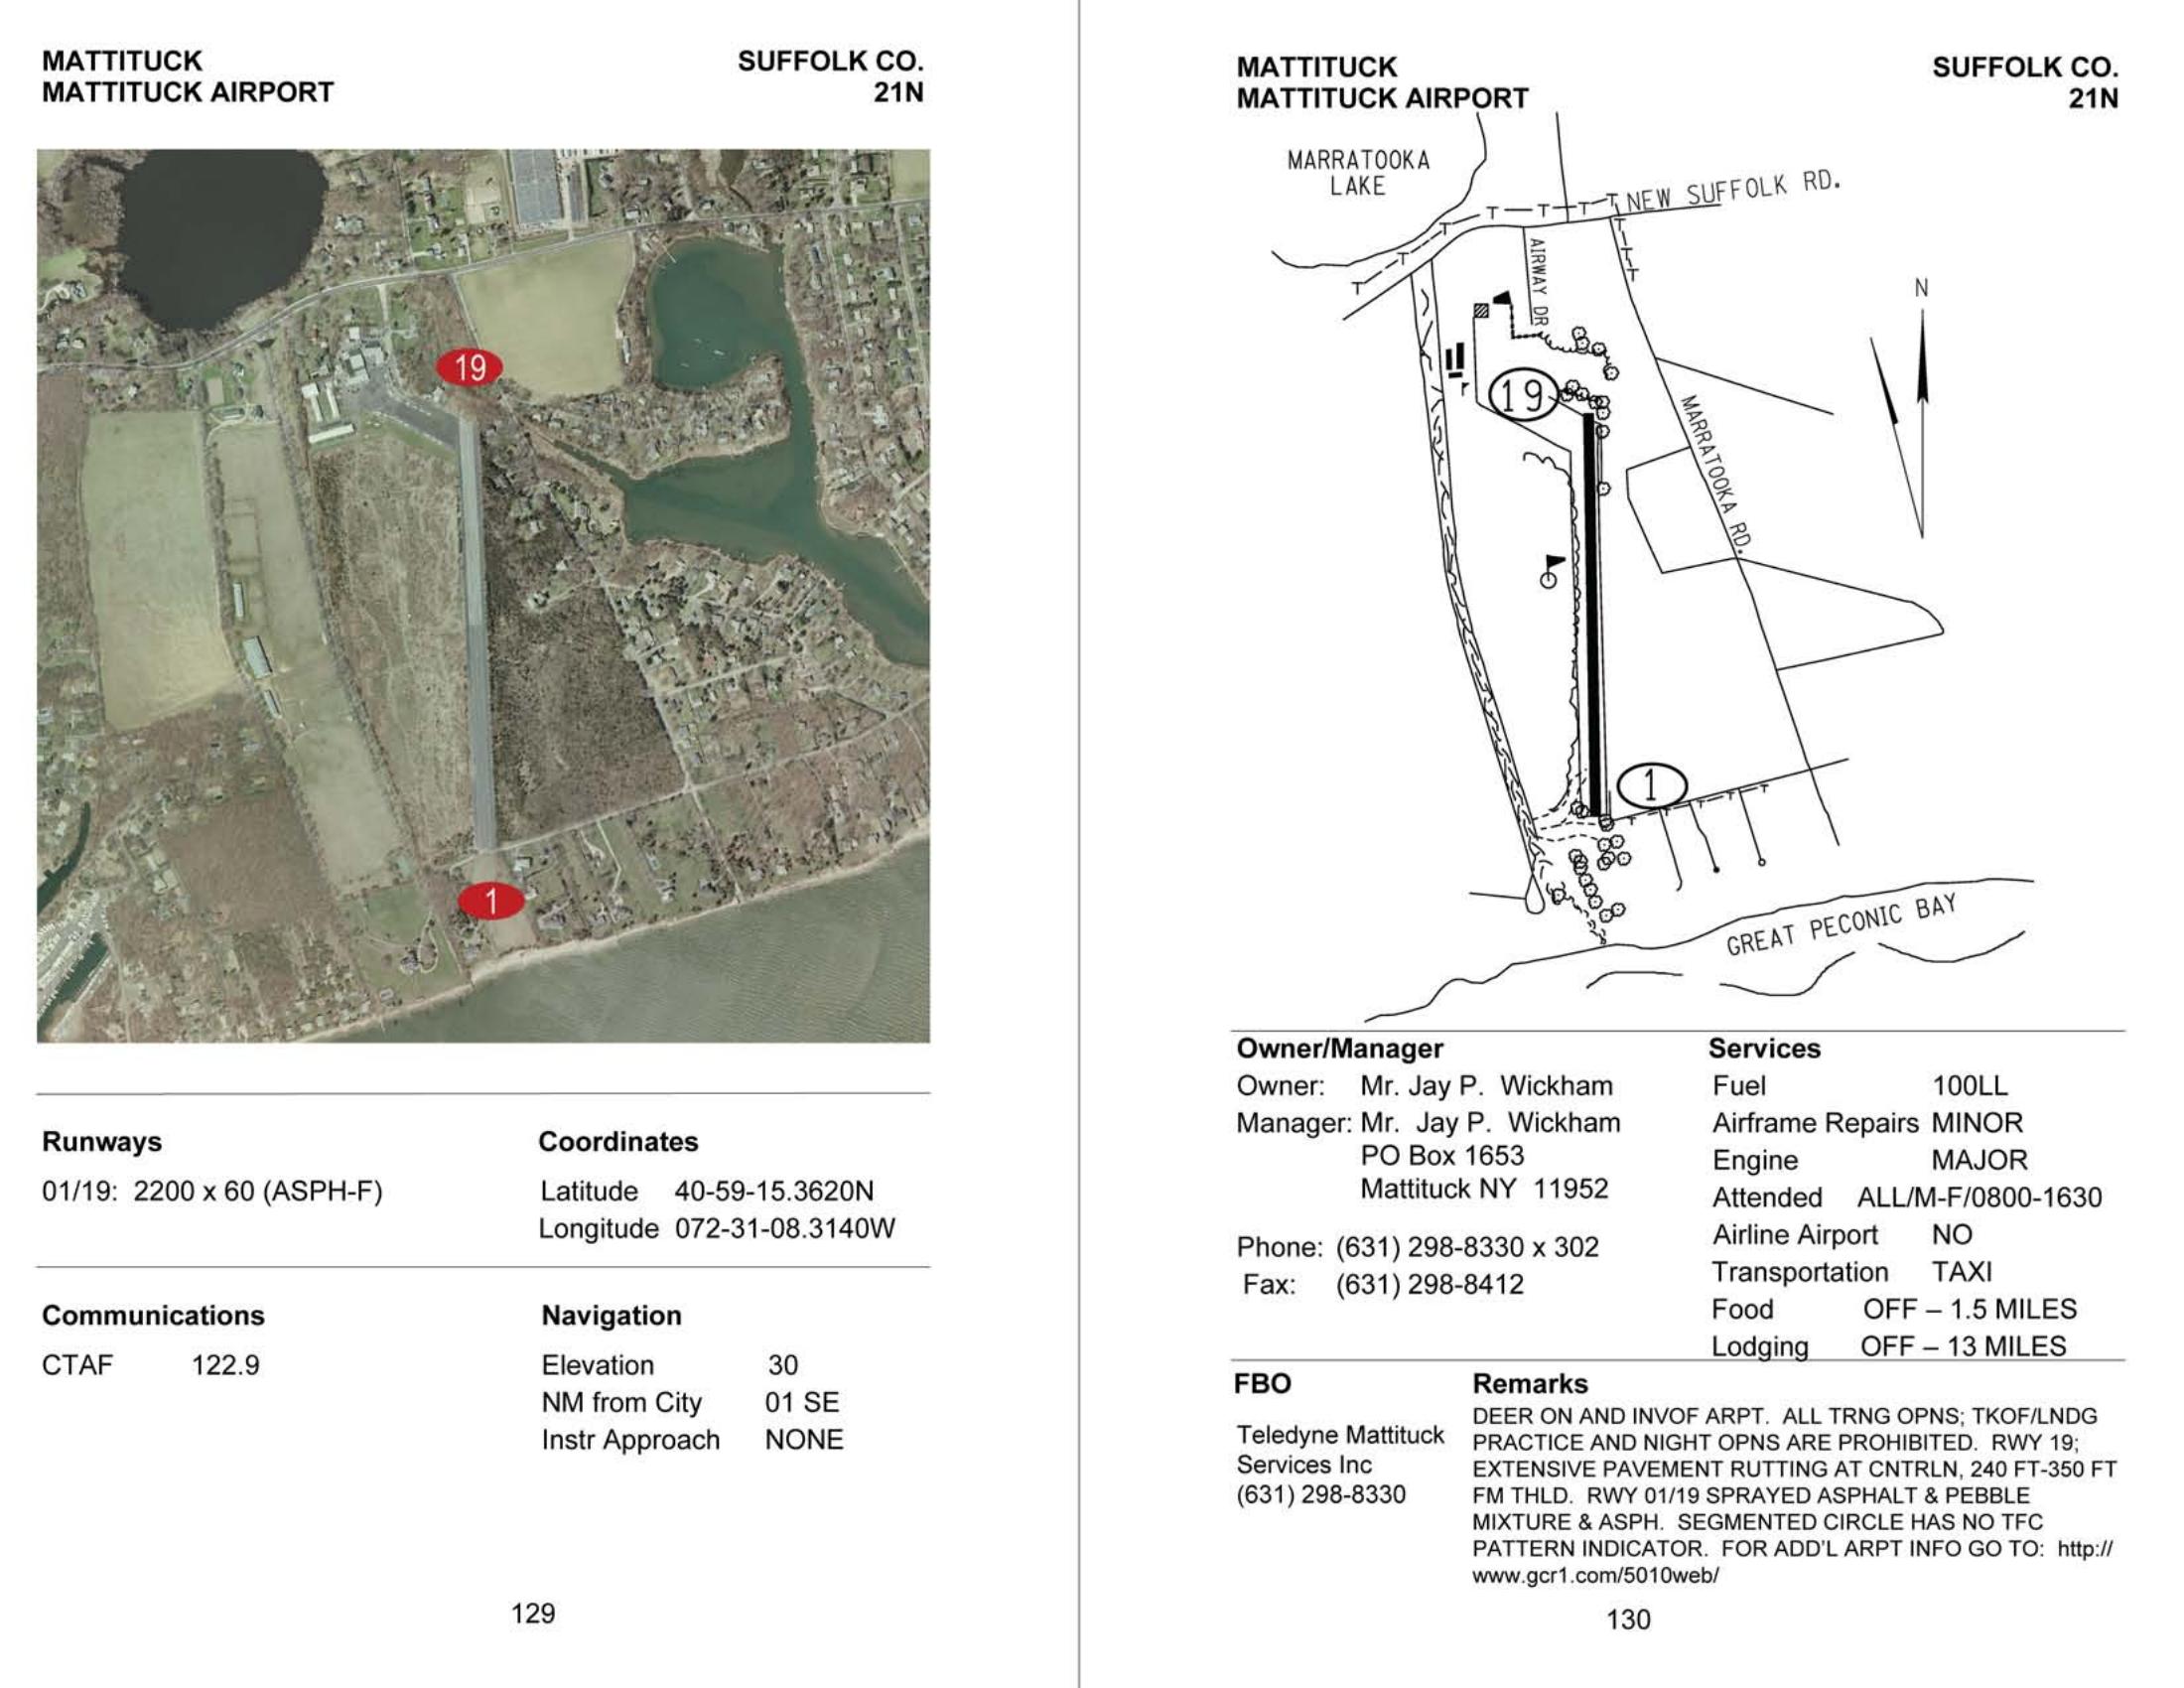 MATTITUCK SUFFOLK CO.
MATTITUCK AIRPORT 21N
19
1
Runways
01/19: 2200 x 60 (ASPH-F)
Coordinates
Latitude 40-59-15.3620N
Longitude 072-31-08.3140W
Communications
CTAF 122.9
Navigation
Elevation 30
NM from City 01 SE
Instr Approach NONE
129
MATTITUCK SUFFOLK CO.
MATTITUCK AIRPORT 21N
MARRATOOKA
LAKE
T T T T T T T NEW SUFFOLK RD.
T
T
T
AIRWAY DR
N
19
MARRATOOKA RD.
1
T T T T T
GREAT PECONIC BAY
Owner/Manager
Owner: Mr. Jay P. Wickham
Manager: Mr. Jay P. Wickham
PO Box 1653
Mattituck NY 11952
Phone: (631) 298-8330 x 302
Fax: (631) 298-8412
Services
Fuel 100LL
Airframe Repairs MINOR
Engine MAJOR
Attended ALL/M-F/0800-1630
Airline Airport NO
Transportation TAXI
Food OFF – 1.5 MILES
Lodging OFF – 13 MILES
FBO
Teledyne Mattituck
Services Inc
(631) 298-8330
Remarks
DEER ON AND INVOF ARPT. ALL TRNG OPNS; TKOF/LNDG
PRACTICE AND NIGHT OPNS ARE PROHIBITED. RWY 19;
EXTENSIVE PAVEMENT RUTTING AT CNTRLN, 240 FT-350 FT
FM THLD. RWY 01/19 SPRAYED ASPHALT & PEBBLE
MIXTURE & ASPH. SEGMENTED CIRCLE HAS NO TFC
PATTERN INDICATOR. FOR ADD'L ARPT INFO GO TO: http://
www.gcr1.com/5010web/
130